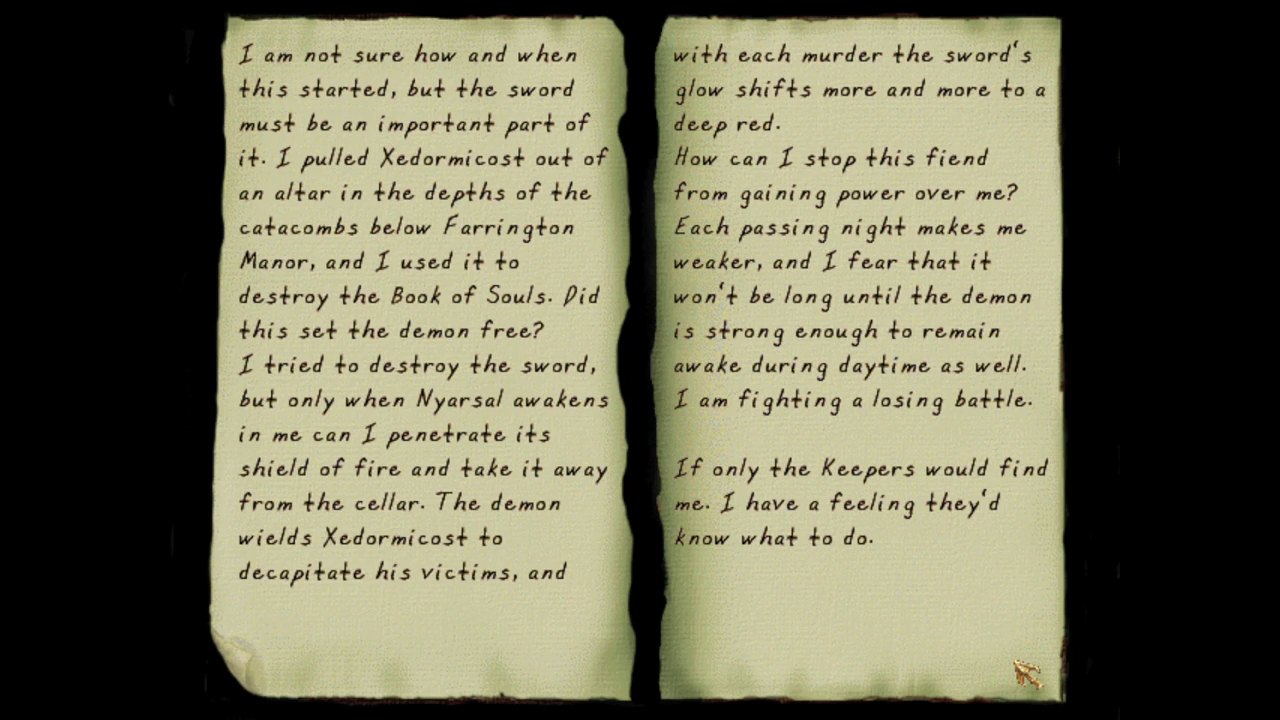 I am not sure how and when
this started, but the sword
must be an important part of
it. I pulled Xedormicost out of
an altar in the depths of the
catacombs below Farrington
Manor, and I used it to
destroy the Book of Souls. Did
this set the demon free?
I tried to destroy the sword,
but only when Nyarsal awakens
in me can I penetrate its
shield of fire and take it away
from the cellar. The demon
wields Xedormicost to
decapitate his victims, and
with each murder the sword's
glow shifts more and more to a
deep red.
How can I stop this fiend
from gaining power over me?
Each passing night makes me
weaker, and I fear that it
won't be long until the demon
is strong enough to remain
awake during daytime as well.
I am fighting a losing battle.
If only the Keepers would find
me. I have a feeling they'd
know what to do.